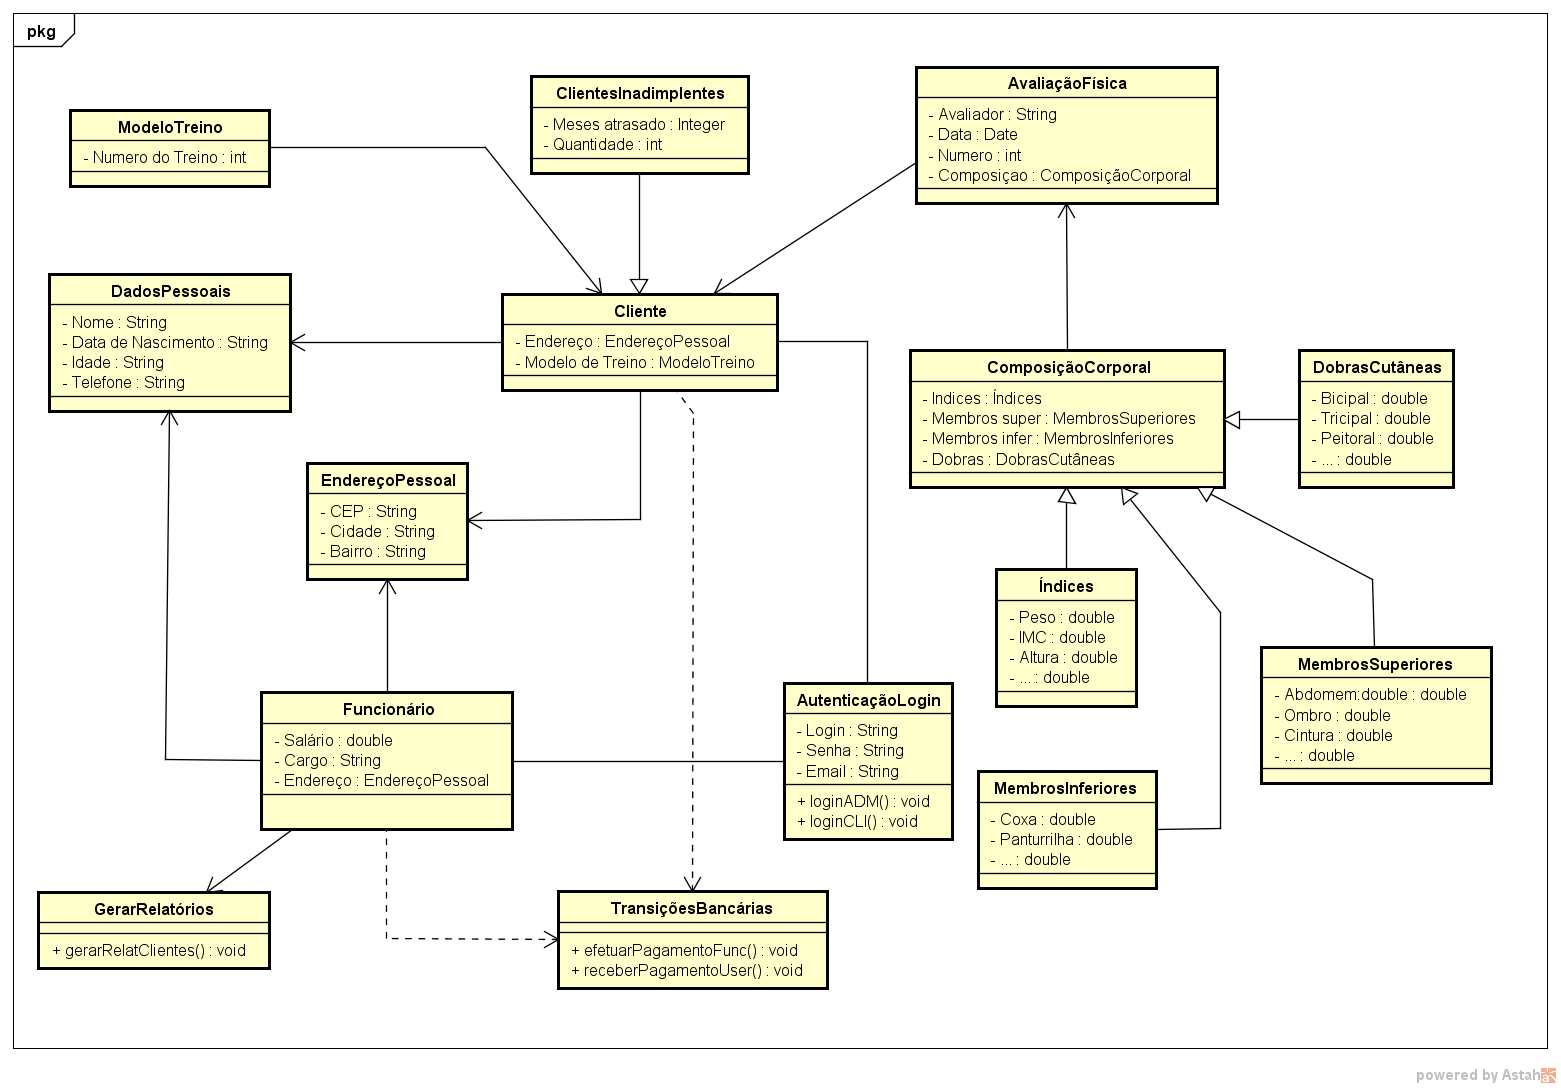 pkg
ModeloTreino
- Numero do Treino : int
ClientesInadimplentes
- Meses atrasado : Integer
- Quantidade : int
AvaliaçãoFísica
- Avaliador : String
- Data : Date
- Numero : int
- Composiçao : ComposiçãoCorporal
DadosPessoais
- Nome : String
- Data de Nascimento : String
- Idade : String
- Telefone : String
Cliente
- Endereço : EndereçoPessoal
- Modelo de Treino : ModeloTreino
ComposiçãoCorporal
- Indices : Índices
- Membros super : MembrosSuperiores
- Membros infer : MembrosInferiores
- Dobras : DobrasCutâneas
DobrasCutâneas
- Bicipal : double
- Tricipal : double
- Peitoral : double
- ... : double
EndereçoPessoal
- CEP : String
- Cidade : String
- Bairro : String
Índices
- Peso : double
- IMC : double
- Altura : double
- ... : double
MembrosSuperiores
- Abdomem:double : double
- Ombro : double
- Cintura : double
- ... : double
Funcionário
- Salário : double
- Cargo : String
- Endereço : EndereçoPessoal
AutenticaçãoLogin
- Login : String
- Senha : String
- Email : String
+ loginADM() : void
+ loginCLI() : void
MembrosInferiores
- Coxa : double
- Panturrilha : double
- ... : double
GerarRelatórios
+ gerarRelatClientes() : void
TransiçõesBancárias
+ efetuarPagamentoFunc() : void
+ receberPagamentoUser() : void
powered by Astah